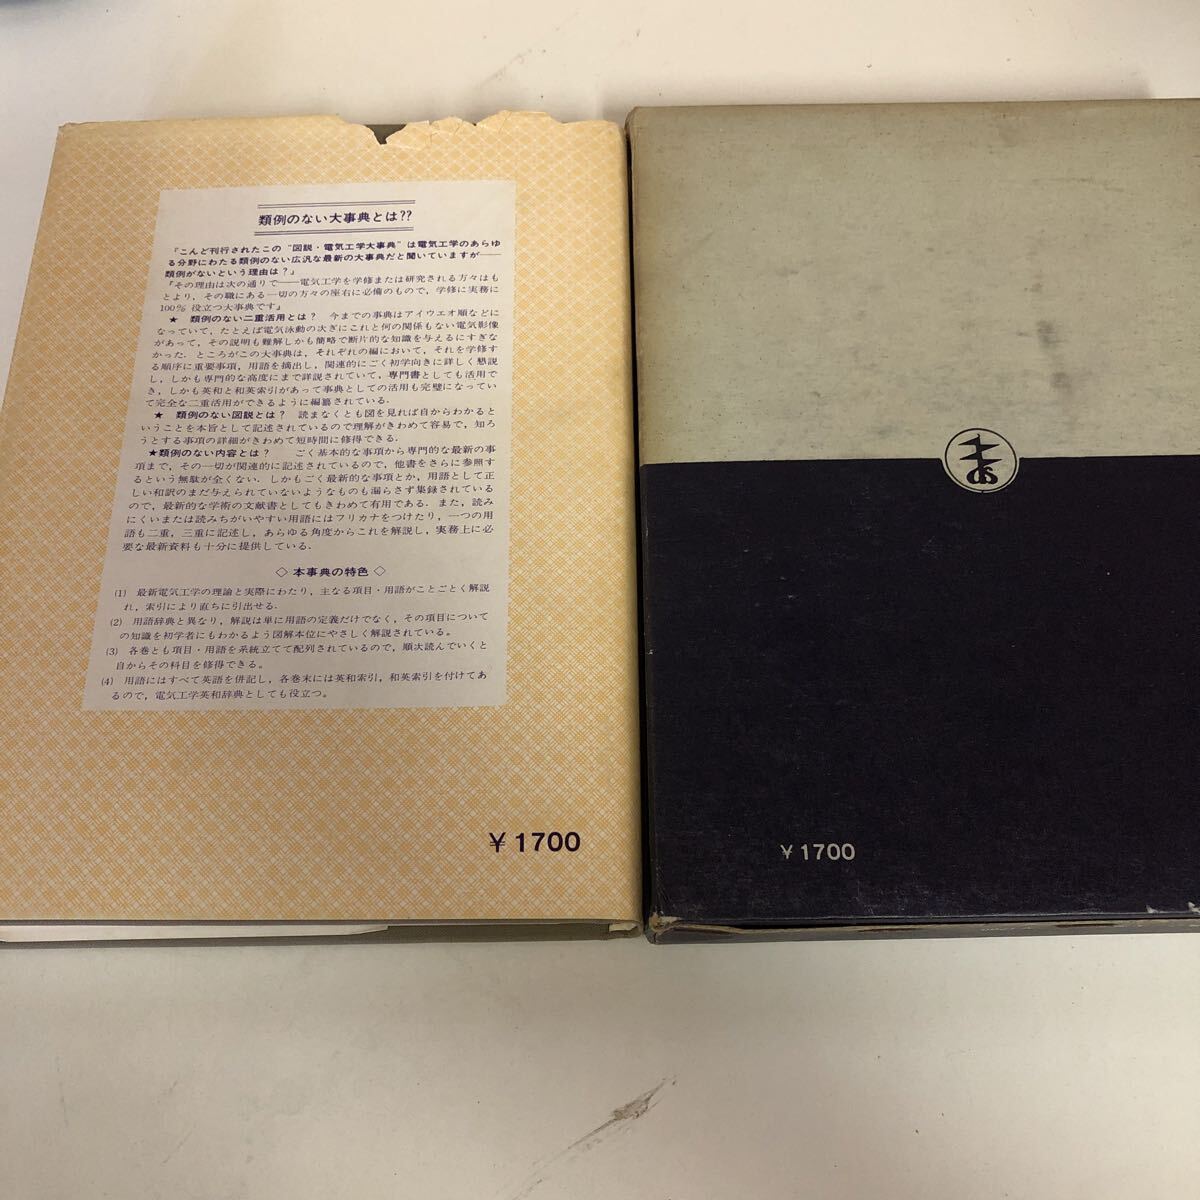 類例のない大事典とは??
『こんど刊行されたこの“図説・電気工学大事典”は電気工学のあらゆ
る分野にわたる類例のない広汎な最新の大事典だと聞いていますが——
類例がないという理由は?』
『その理由は次の通りで——電気工学を学修または研究される方々はも
とより，その職にある一切の方々の座右に必備のもので，学修に実務に
100% 役立つ大事典です』
★ 類例のない二重活用とは? 今までの事典はアイウエオ順などに
なっていて，たとえば電気泳動の次ぎにこれと何の関係もない電気影像
があって，その説明も難解しかも簡略で断片的な知識を与えるにすぎな
かった．ところがこの大事典は，それぞれの編において，それを学修す
る順序に重要事項，用語を摘出し，関連的にごく初学向きに詳しく懇説
し，しかも専門的な高度にまで詳説されていて，専門書としても活用で
き，しかも英和と和英索引があって事典としての活用も完璧になってい
て完全な二重活用ができるように編纂されている．
★ 類例のない図説とは? 読まなくとも図を見れば自からわかると
いうことを本旨として記述されているので理解がきわめて容易で，知ろ
うとする事項の詳細がきわめて短時間に修得できる．
★類例のない内容とは? ごく基本的な事項から専門的な最新の事
項まで，その一切が関連的に記述されているので，他書をさらに参照す
るという無駄が全くない．しかもごく最新的な事項とか，用語として正
しい和訳のまだ与えられていないようなものも漏らさず集録されている
ので，最新的な学術の文献書としてもきわめて有用である．また，読み
にくいまたは読みちがいやすい用語にはフリカナをつけたり，一つの用
語も二重，三重に記述し，あらゆる角度からこれを解説し，実務上に必
要な最新資料も十分に提供している．
◇ 本事典の特色 ◇
(1) 最新電気工学の理論と実際にわたり，主なる項目・用語がことごとく解説
れ，索引により直ちに引出せる．
(2) 用語辞典と異なり，解説は単に用語の定義だけでなく，その項目について
の知識を初学者にもわかるよう図解本位にやさしく解説されている。
(3) 各巻とも項目・用語を系統立てて配列されているので，順次読んでいくと
自からその科目を修得できる。
(4) 用語にはすべて英語を併記し，各巻末には英和索引，和英索引を付けてあ
るので，電気工学英和辞典としても役立つ。
¥ 1700
¥ 1700